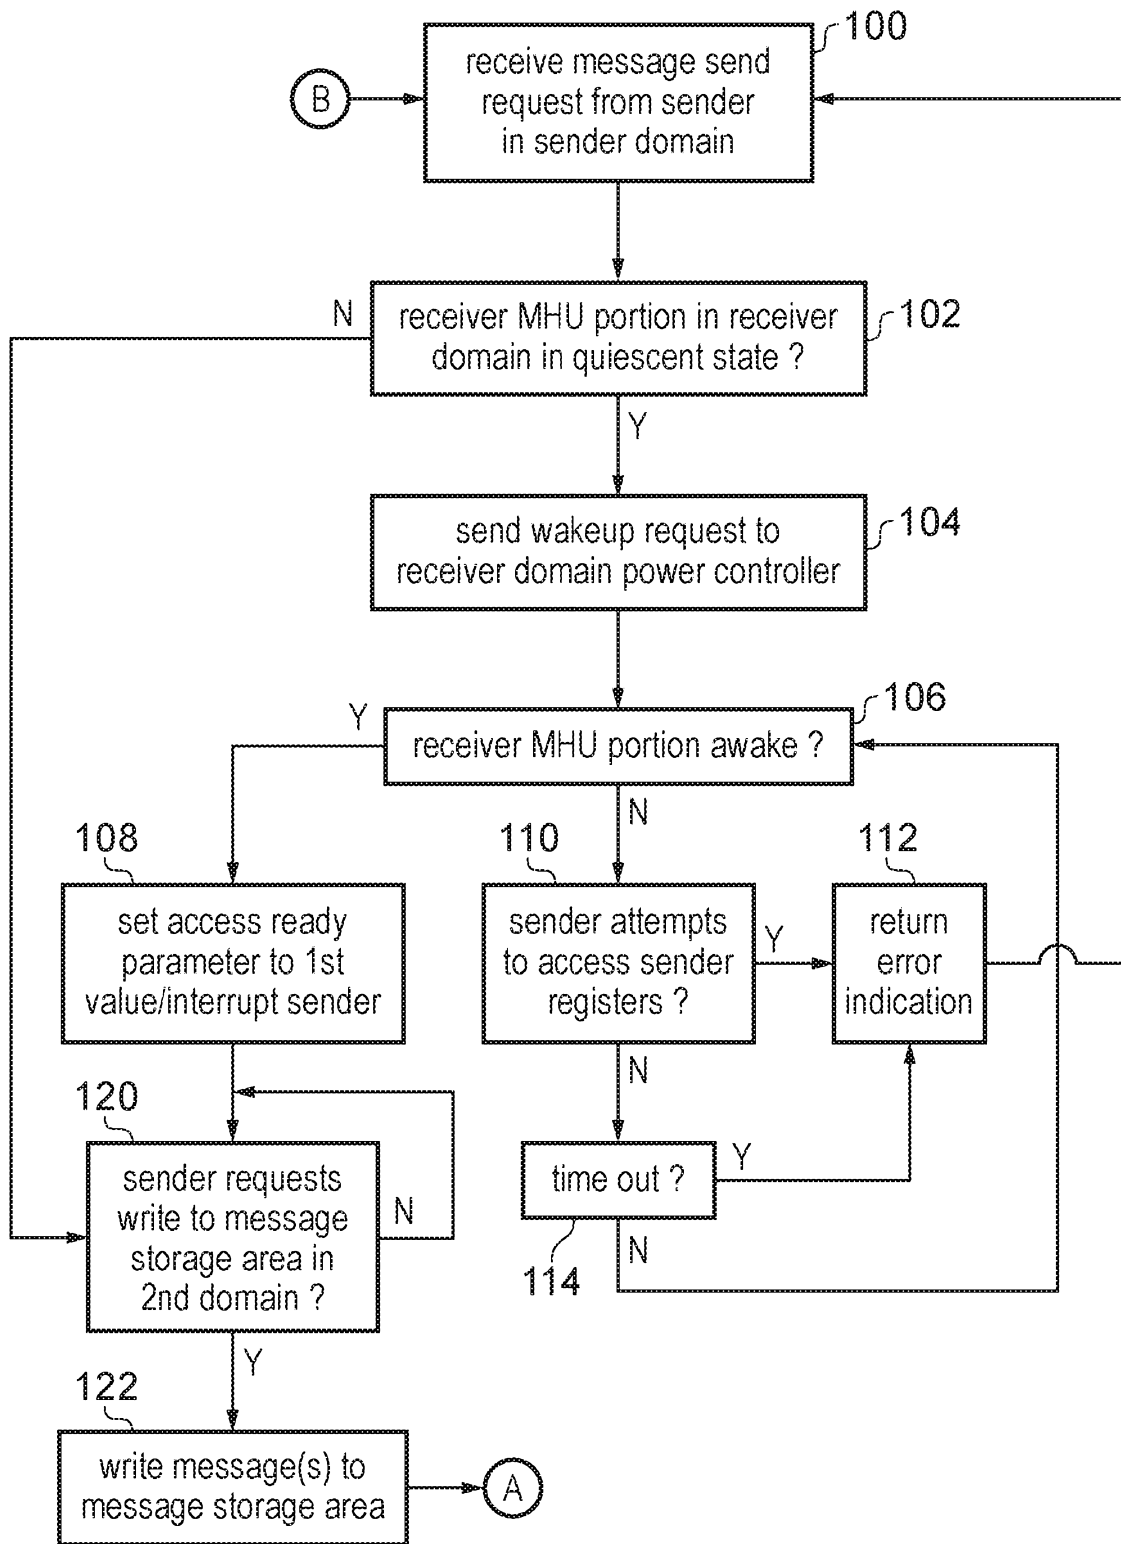 100
receive message send
request from sender
in sender domain
B
N
receiver MHU portion in receiver
domain in quiescent state ?
102
Y
send wakeup request to
receiver domain power controller
104
106
Y
receiver MHU portion awake ?
N
108
110
112
set access ready
parameter to 1st
value/interrupt sender
sender attempts
to access sender
registers ?
Y
return
error
indication
N
120
sender requests
write to message
storage area in
2nd domain ?
N
time out ?
Y
114
N
Y
122
write message(s) to
message storage area
A